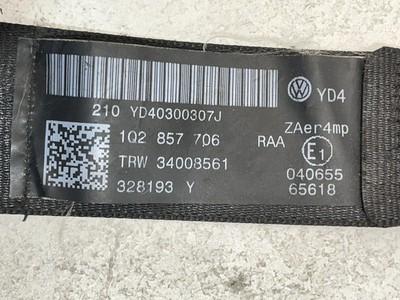 YD4
210 YD40300307J
1Q2 857 706 RAA
ZAer4mp
TRW 34008561
E1
328193 Y
040655
65618